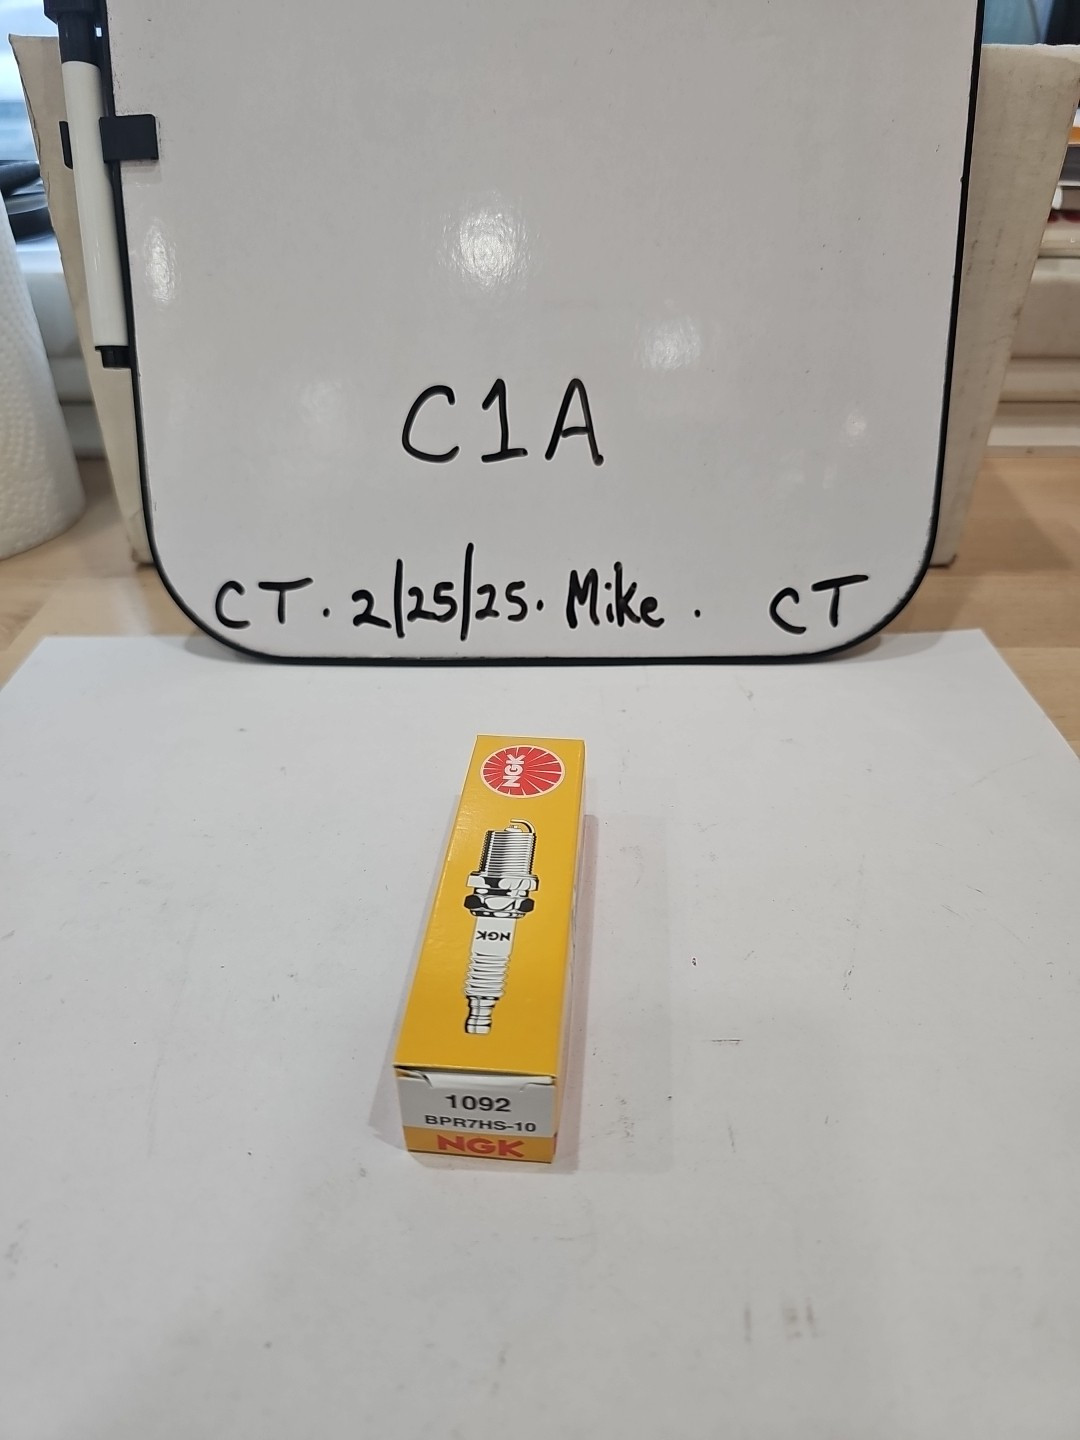 C1A
CT. 2/25/25. Mike. CT
NGK
NGK
1092
BPR7HS-10
NGK